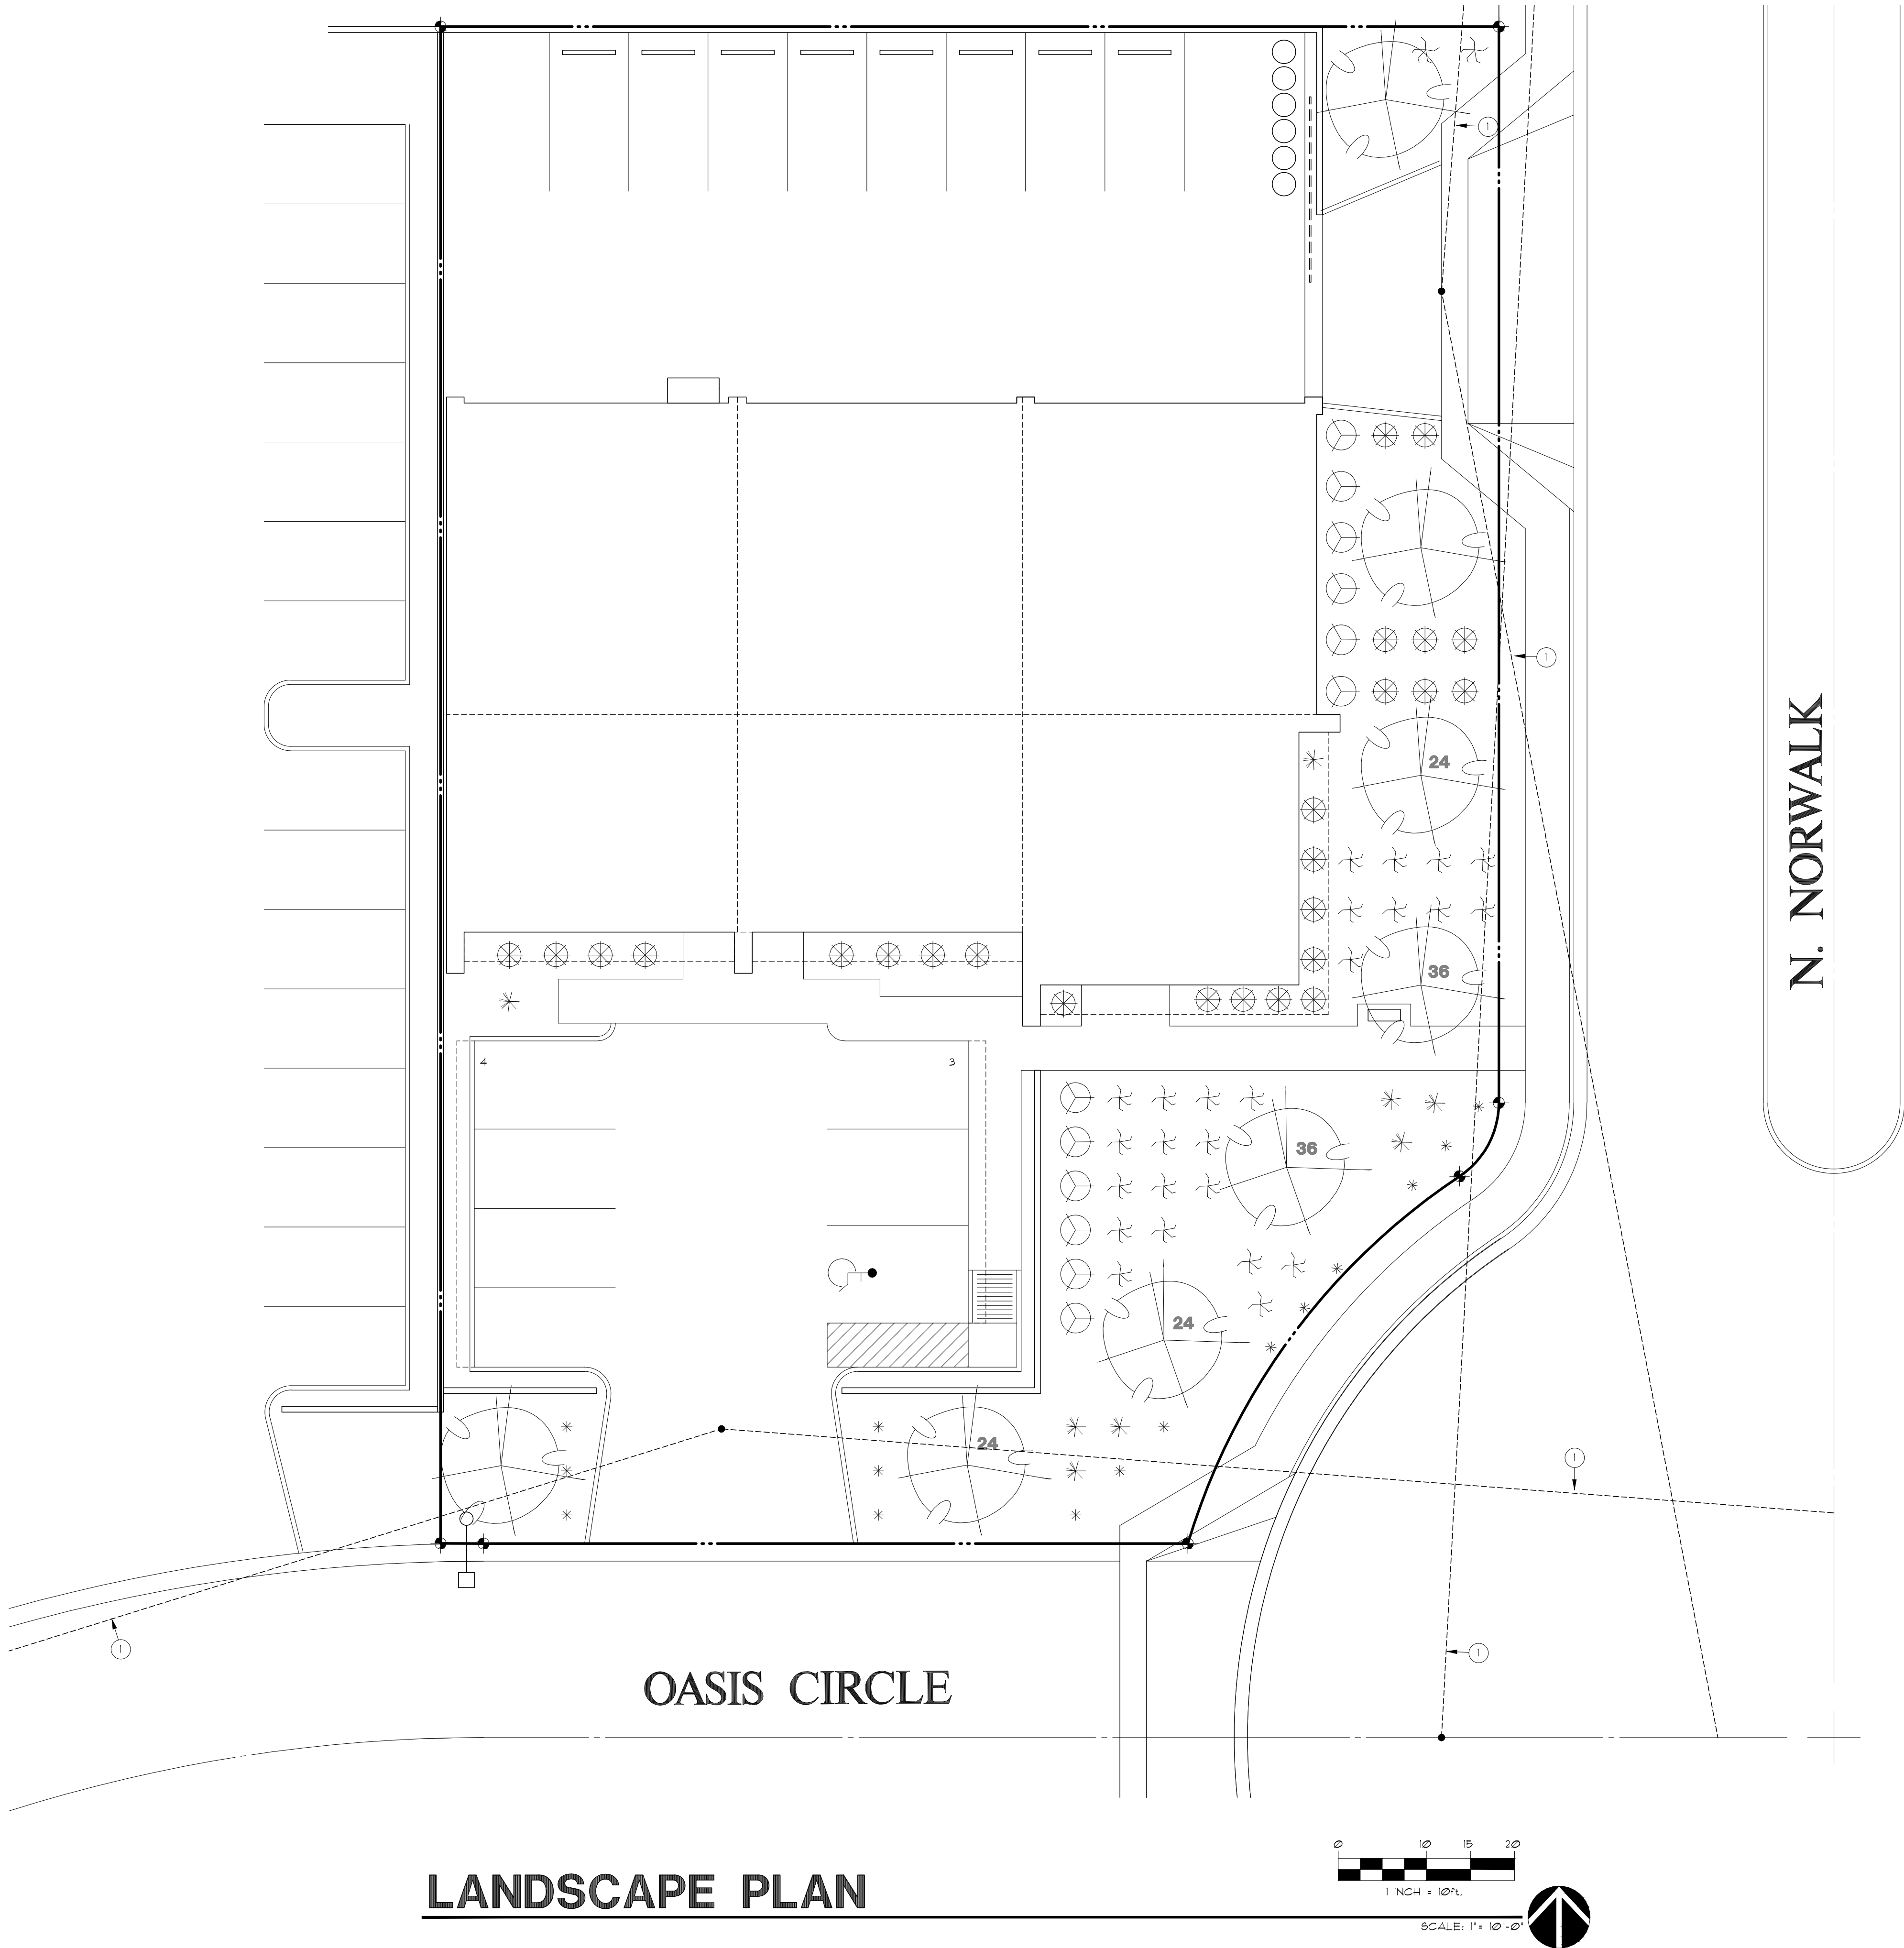 1
1
24
N. NORWALK
36
4
3
36
24
24
1
1
1
OASIS CIRCLE
0 10 15 20
1 INCH = 10ft.
LANDSCAPE PLAN
SCALE: 1"= 10'-0"